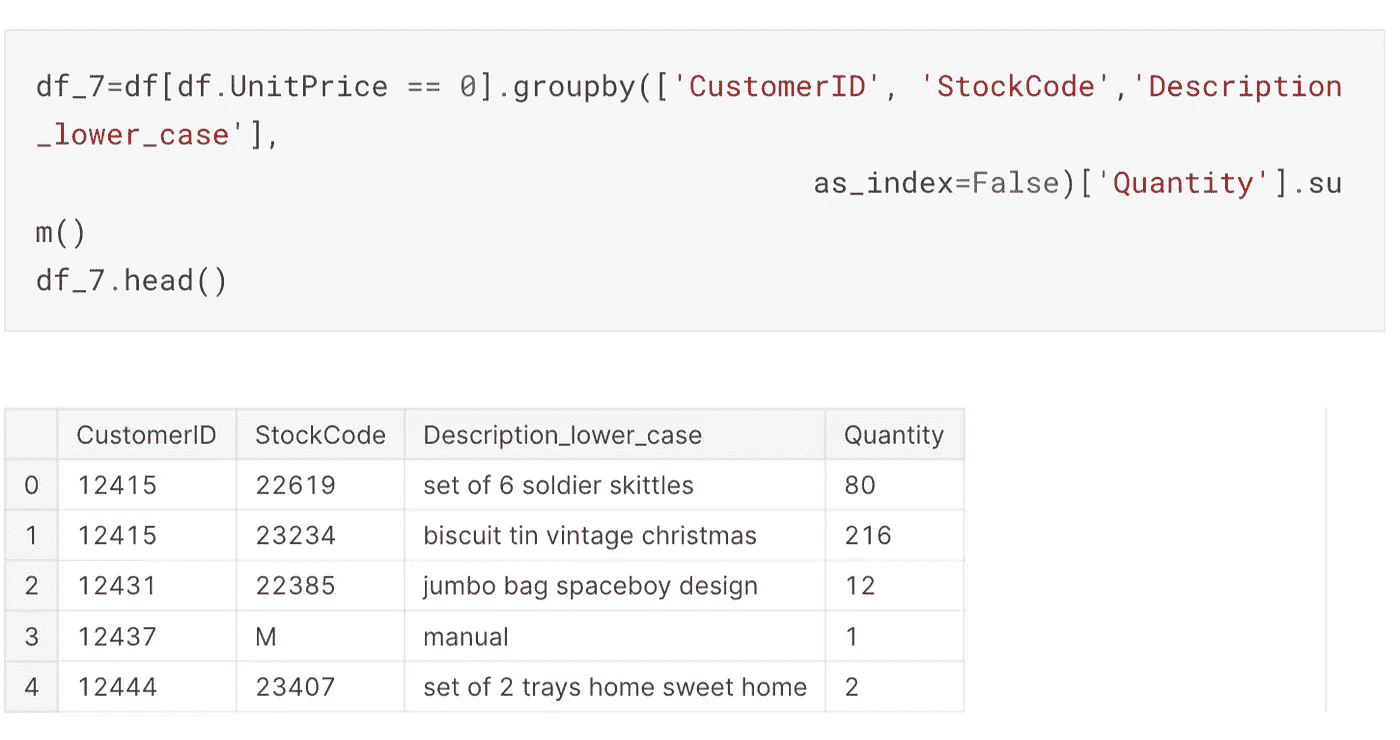 df_7=df[df.UnitPrice == 0].groupby(['CustomerID', 'StockCode','Description
_lower_case'],
as_index=False)['Quantity'].su
m()
df_7.head()
CustomerID StockCode Description_lower_case Quantity
0 12415 22619 set of 6 soldier skittles 80
1 12415 23234 biscuit tin vintage christmas 216
2 12431 22385 jumbo bag spaceboy design 12
3 12437 M manual 1
4 12444 23407 set of 2 trays home sweet home 2